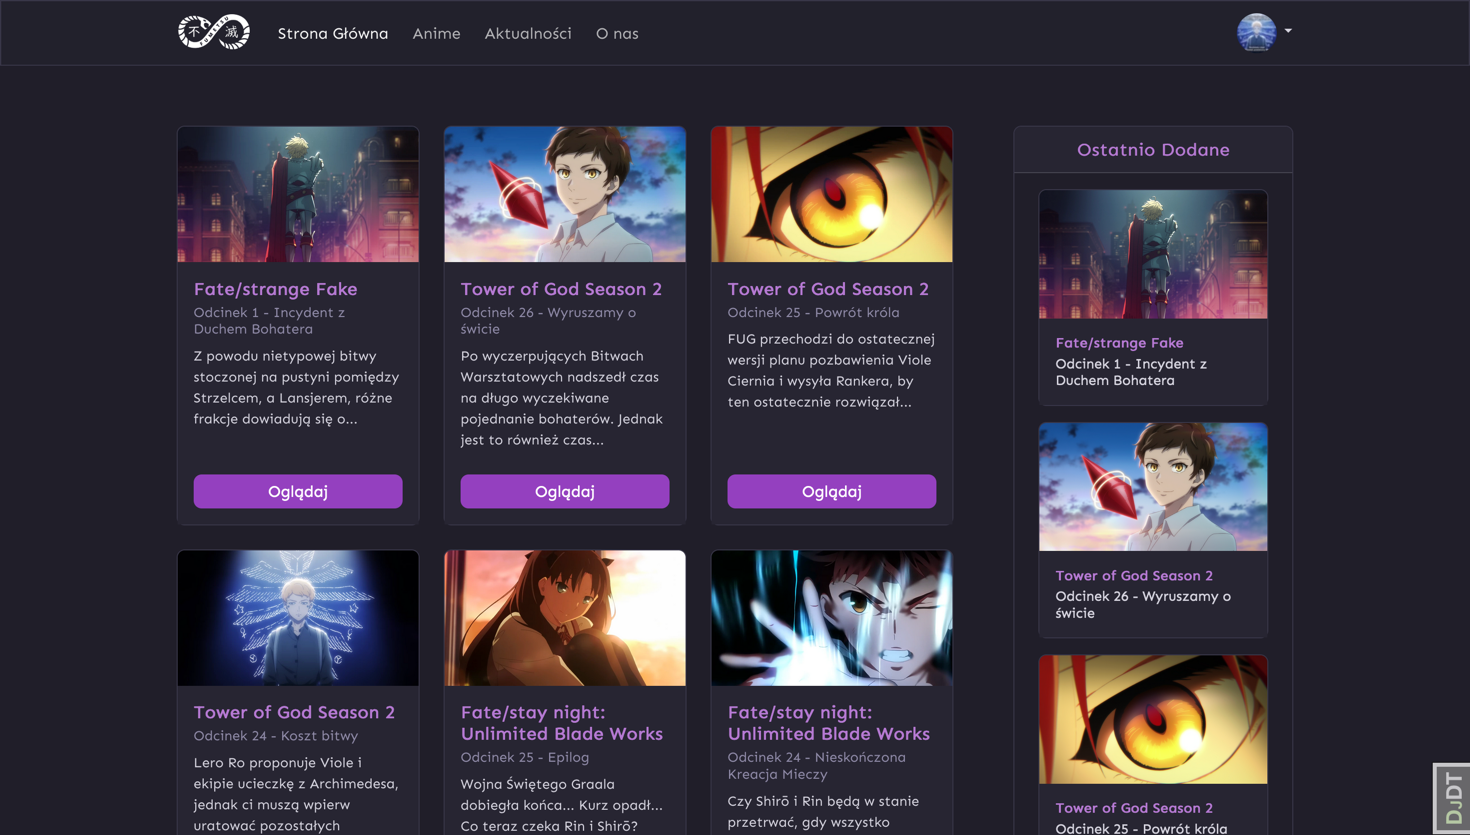 不 滅
FUMETSU
Strona Główna
Anime
Aktualności
O nas
Fate/strange Fake
Odcinek 1 - Incydent z
Duchem Bohatera
Z powodu nietypowej bitwy
stoczonej na pustyni pomiędzy
Strzelcem, a Lansjerem, różne
frakcje dowiadują się o...
Oglądaj
Tower of God Season 2
Odcinek 26 - Wyruszamy o
świcie
Po wyczerpujących Bitwach
Warsztatowych nadszedł czas
na długo wyczekiwane
pojednanie bohaterów. Jednak
jest to również czas...
Oglądaj
Tower of God Season 2
Odcinek 25 - Powrót króla
FUG przechodzi do ostatecznej
wersji planu pozbawienia Viole
Ciernia i wysyła Rankera, by
ten ostatecznie rozwiązał...
Oglądaj
Tower of God Season 2
Odcinek 24 - Koszt bitwy
Lero Ro proponuje Viole i
ekipie ucieczkę z Archimedesa,
jednak ci muszą wpierw
uratować pozostałych
Fate/stay night:
Unlimited Blade Works
Odcinek 25 - Epilog
Wojna Świętego Graala
dobiegła końca... Kurz opadł...
Co teraz czeka Rin i Shirō?
Fate/stay night:
Unlimited Blade Works
Odcinek 24 - Nieskończona
Kreacja Mieczy
Czy Shirō i Rin będą w stanie
przetrwać, gdy wszystko
Ostatnio Dodane
Fate/strange Fake
Odcinek 1 - Incydent z
Duchem Bohatera
Tower of God Season 2
Odcinek 26 - Wyruszamy o
świcie
Tower of God Season 2
Odcinek 25 - Powrót króla
DJDT